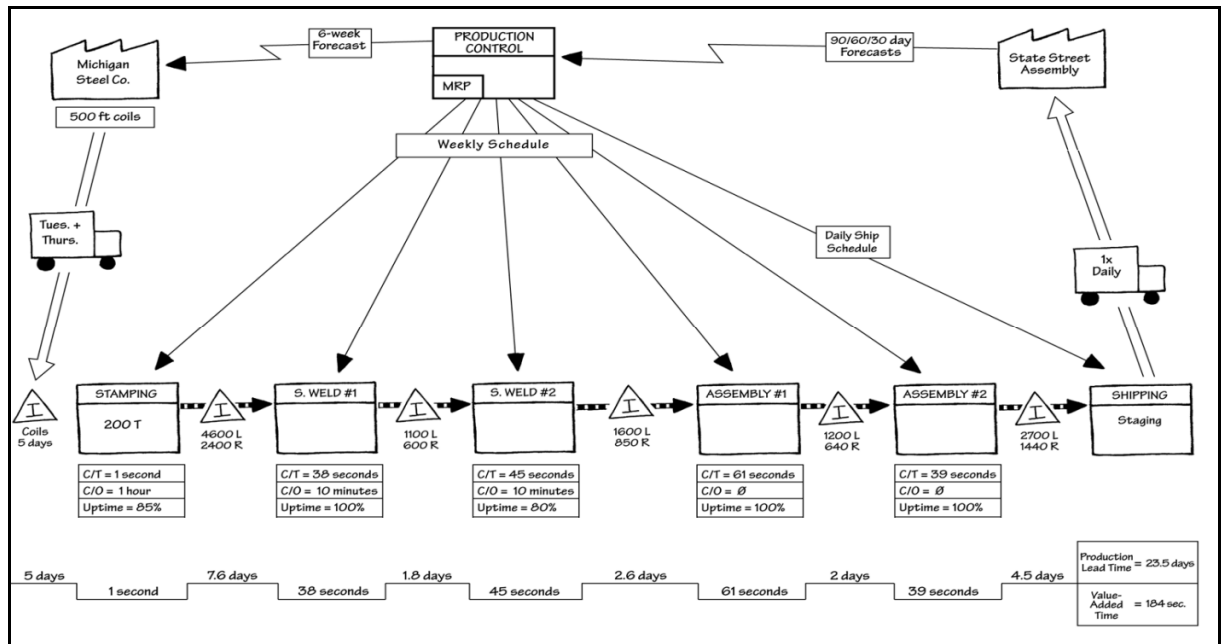 Michigan
Steel Co.
500 ft coils
6-week
Forecast
PRODUCTION
CONTROL
MRP
90/60/30 day
Forecasts
State Street
Assembly
Weekly Schedule
Tues. +
Thurs.
Daily Ship
Schedule
1x
Daily
I
Coils
5 days
STAMPING
200 T
C/T = 1 second
C/O = 1 hour
Uptime = 85%
I
4600 L
2400 R
S. WELD #1
C/T = 38 seconds
C/O = 10 minutes
Uptime = 100%
I
1100 L
600 R
S. WELD #2
C/T = 45 seconds
C/O = 10 minutes
Uptime = 80%
I
1600 L
850 R
ASSEMBLY #1
C/T = 61 seconds
C/O = Ø
Uptime = 100%
I
1200 L
640 R
ASSEMBLY #2
C/T = 39 seconds
C/O = Ø
Uptime = 100%
I
2700 L
1440 R
SHIPPING
Staging
5 days
1 second
7.6 days
38 seconds
1.8 days
45 seconds
2.6 days
61 seconds
2 days
39 seconds
4.5 days
Production
Lead Time = 23.5 days
Value-
Added
Time = 184 sec.